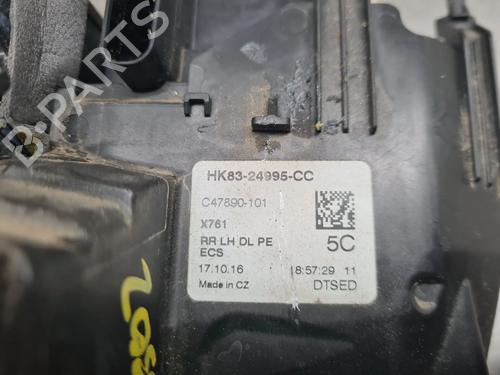 B-PARTS
HK83-24995-CC
C47890-101
X761
RR LH DL PE
ECS
5C
17.10.16 18:57:29 11
Made in CZ DTSED